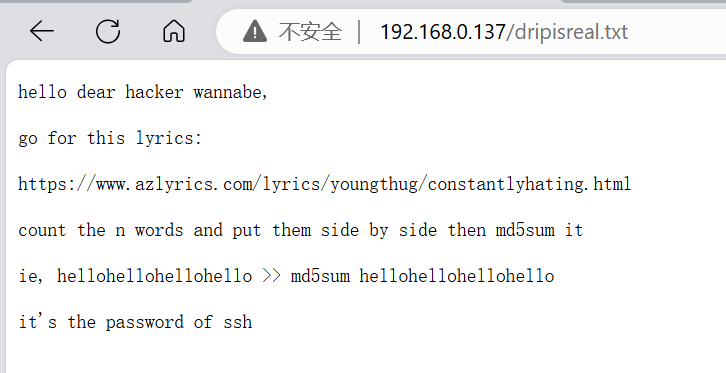 不安全 | 192.168.0.137/dripisreal.txt
hello dear hacker wannabe,
go for this lyrics:
https://www.azlyrics.com/lyrics/youngthug/constantlyhating.html
count the n words and put them side by side then md5sum it
ie, hellohellohellohello >> md5sum hellohellohellohello
it's the password of ssh